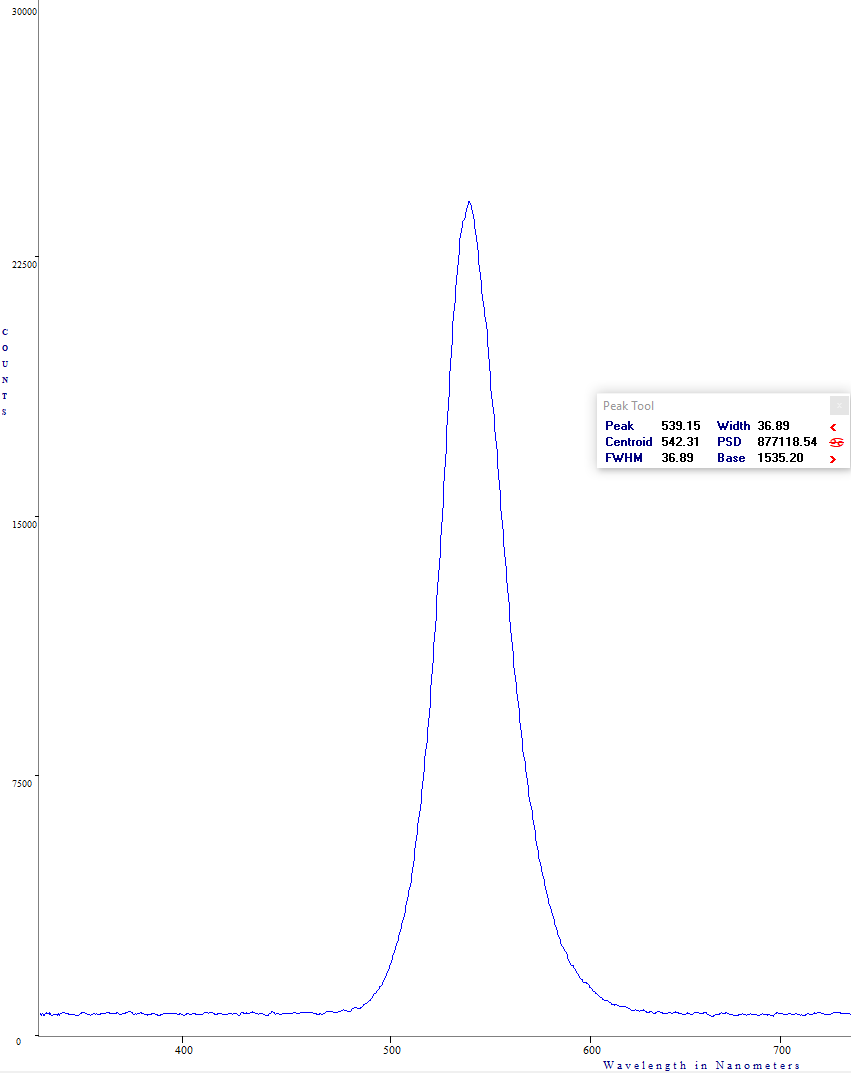 30000
22500
COUNTS
Peak Tool
Peak 539.15 Width 36.89 <
Centroid 542.31 PSD 877118.54
FWHM 36.89 Base 1535.20 >
15000
7500
0
400 500 600 700
Wavelength in Nanometers